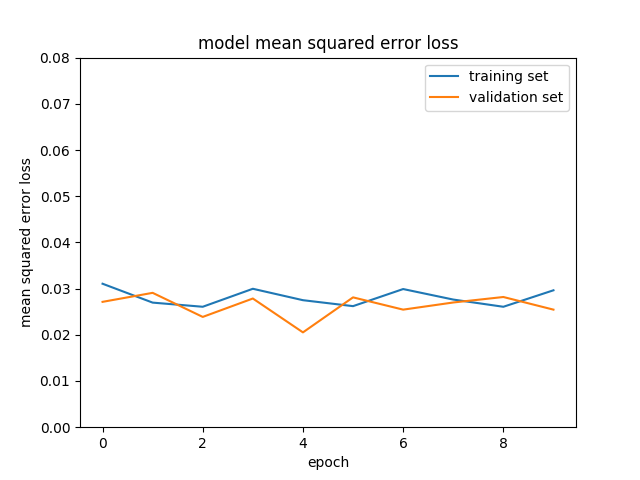 model mean squared error loss
training set
validation set
0.08
0.07
0.06
0.05
0.04
0.03
0.02
0.01
0.00
mean squared error loss
0 2 4 6 8
epoch